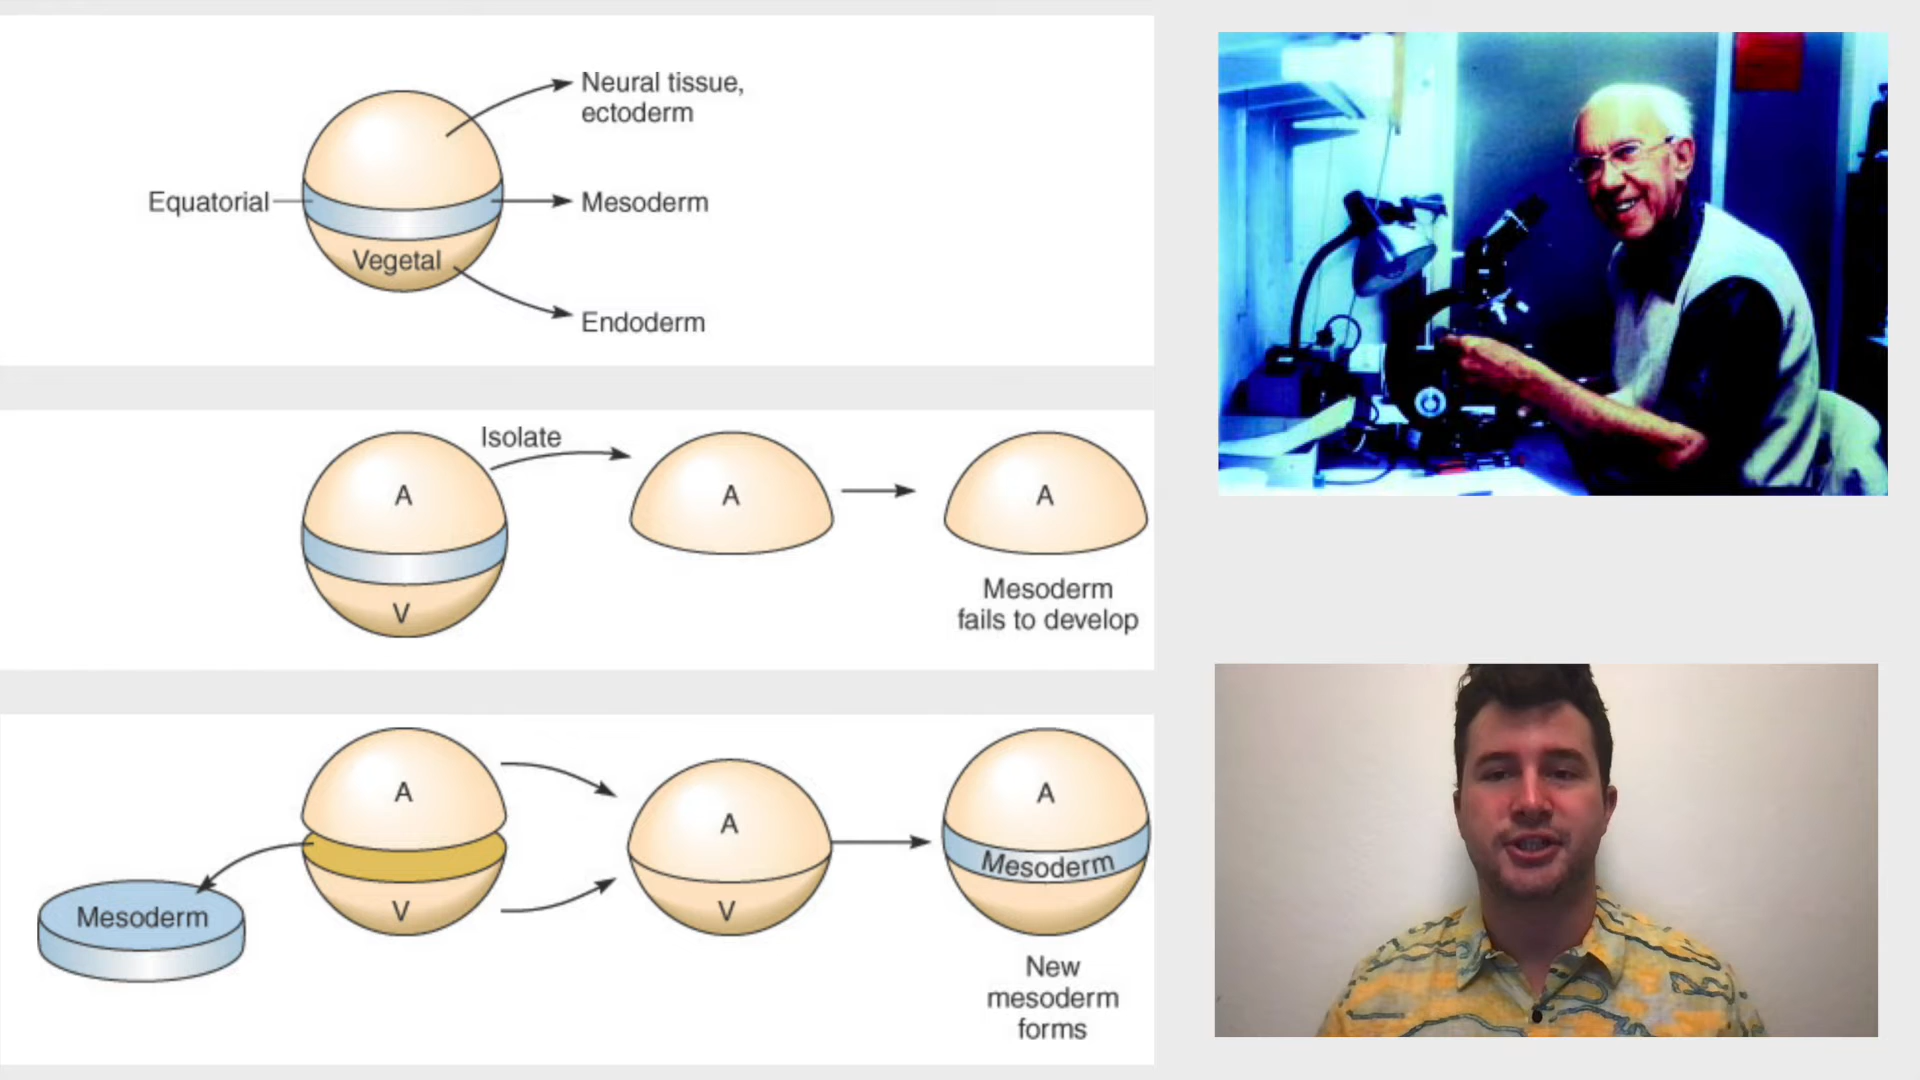 Neural tissue,
ectoderm
Equatorial
Mesoderm
Vegetal
Endoderm
Isolate
A
A
A
V
Mesoderm
fails to develop
A
A
A
Mesoderm
Mesoderm
V
V
New
mesoderm
forms